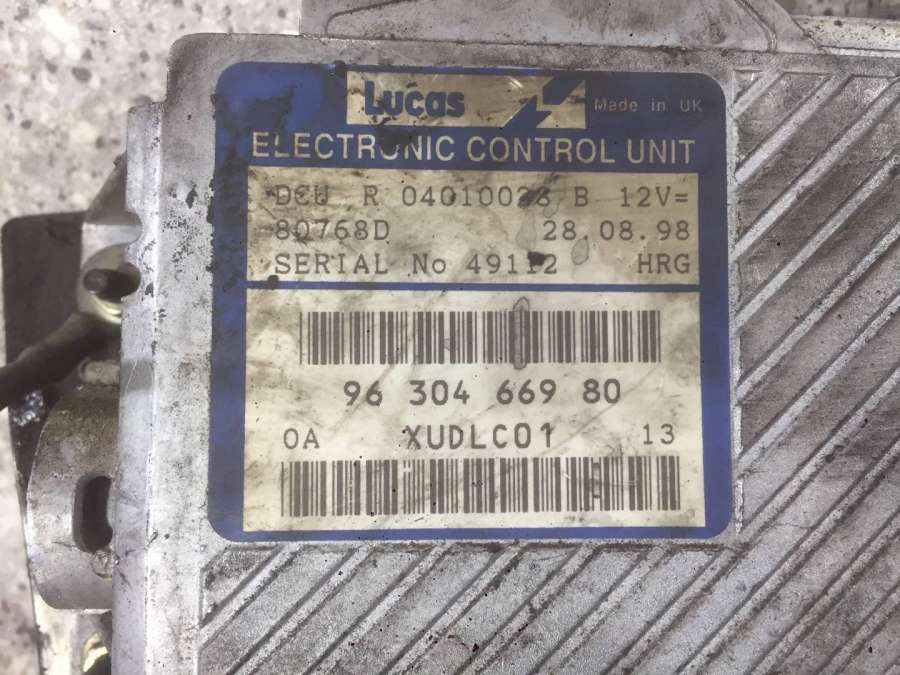 Lucas
Made in UK
ELECTRONIC CONTROL UNIT
DCU R 04010028 B 12V=
80768D 28.08.98
SERIAL No 49112 HRG
96 304 669 80
0A XUDLC01 13